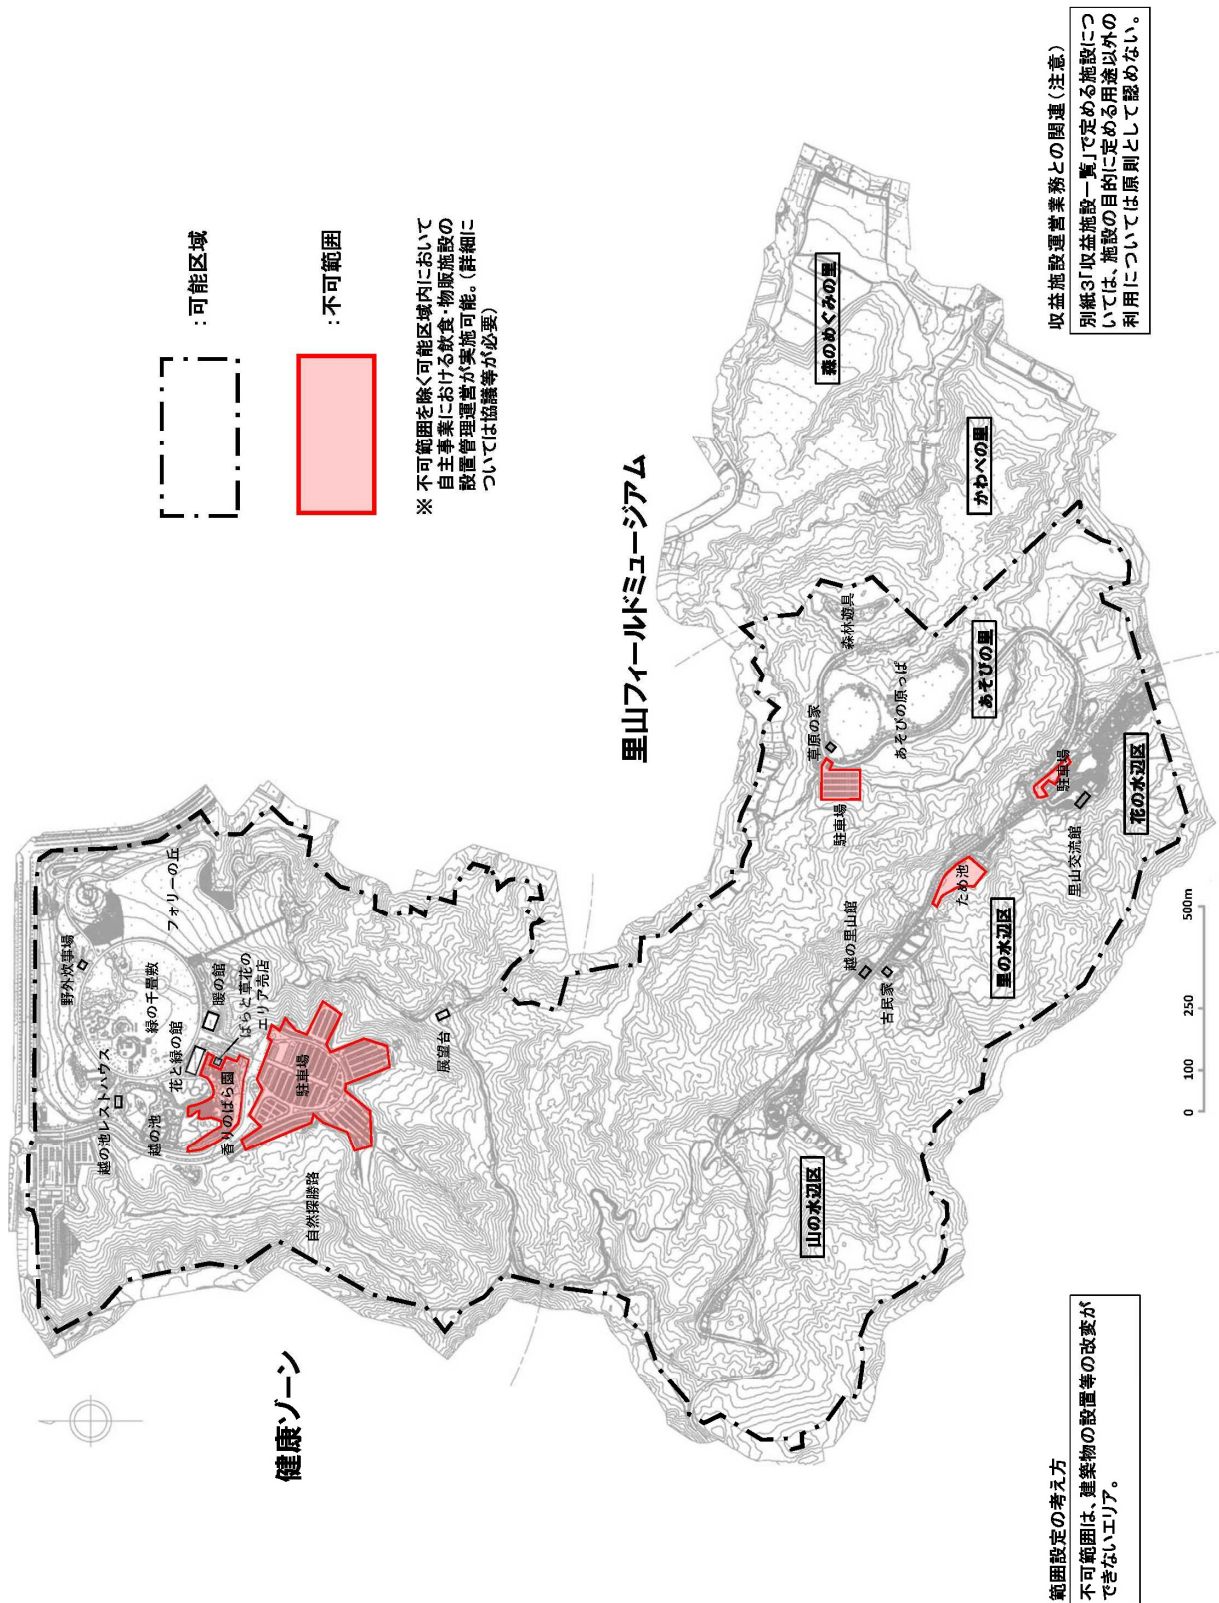 健康ゾーン
里山フィールドミュージアム
：可能区域
：不可範囲
※ 不可範囲を除く可能区域内において
自主事業における飲食・物販施設の
設置管理運営が実施可能。（詳細に
ついては協議等が必要）
野外炊事場
越の池レストハウス
緑の千畳敷
フォリーの丘
越の池
花と緑の館
暖の館
ばらと草花の
エリア売店
香りのばら園
駐車場
自然探勝路
展望台
森のめぐみの里
かわべの里
森林遊具
草原の家
あそびの原っぱ
あそびの里
駐車場
駐車場
里山交流館
花の水辺区
ため池
越の里山館
古民家
里の水辺区
山の水辺区
0 100 250 500m
範囲設定の考え方
不可範囲は、建築物の設置等の改変が
できないエリア。
収益施設運営業務との関連（注意）
別紙3「収益施設一覧」で定める施設につ
いては、施設の目的に定める用途以外の
利用については原則として認めない。